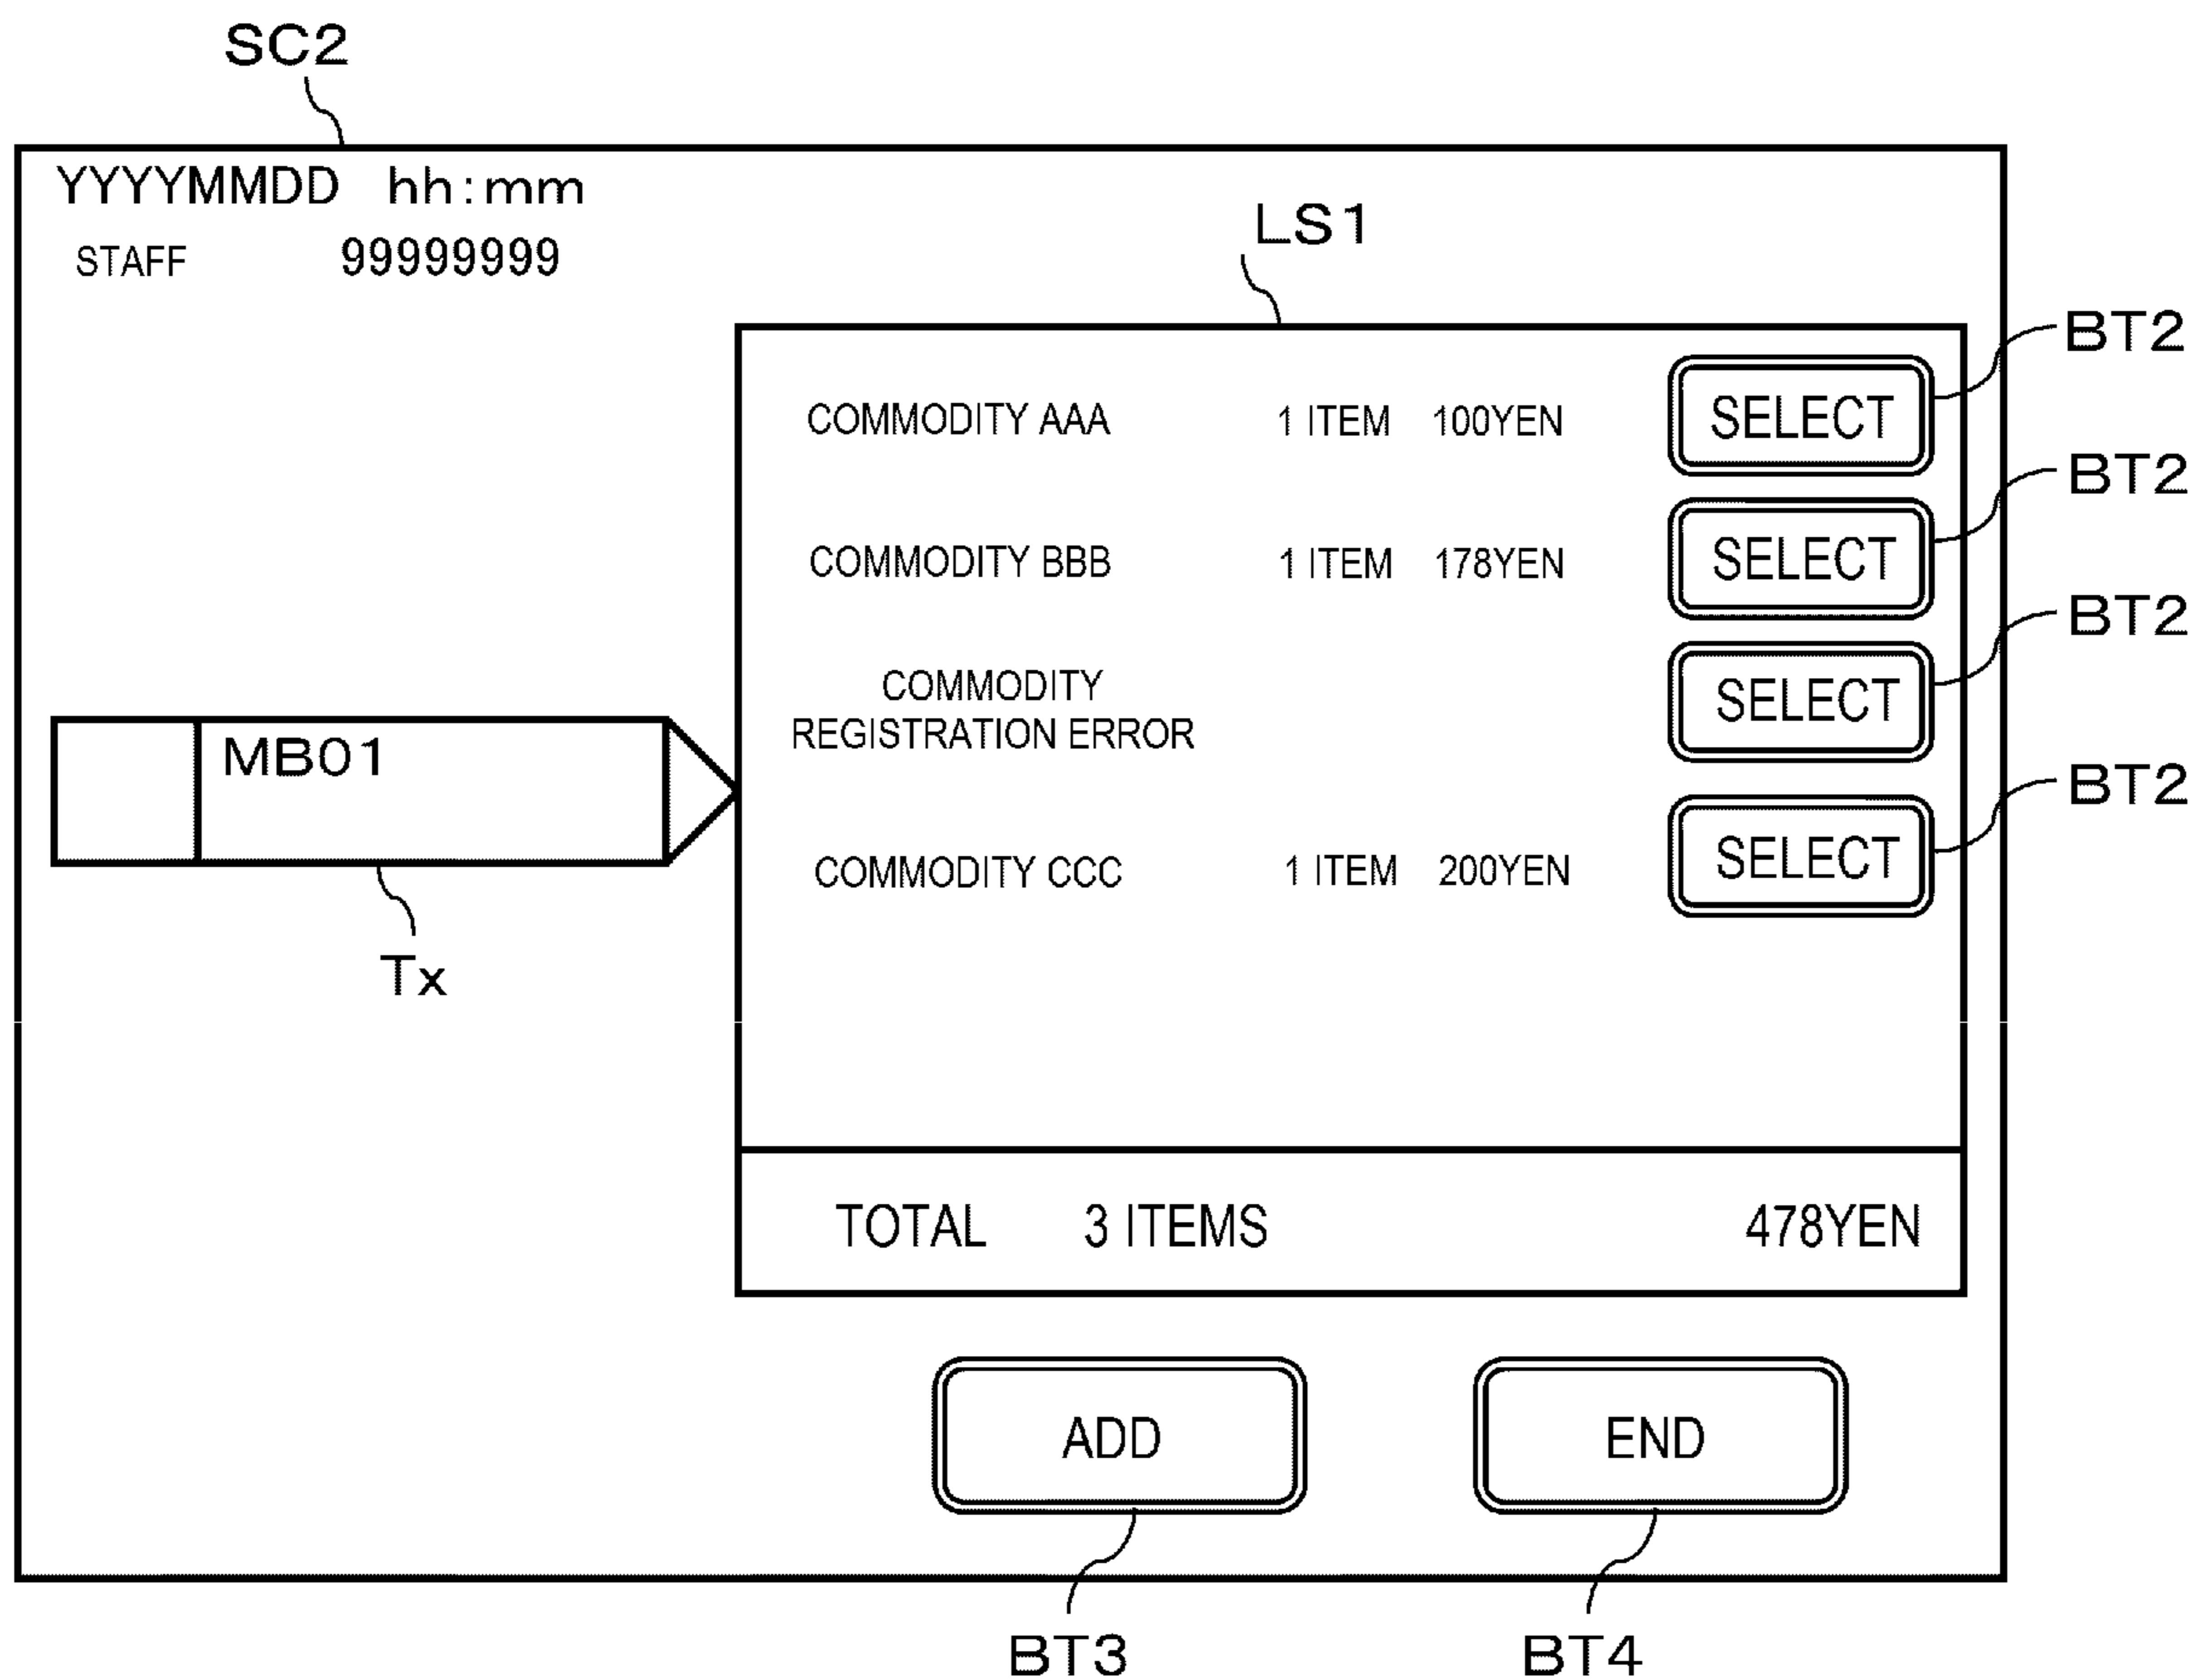 SC2
YYYYMMDD hh:mm
STAFF 99999999
LS1
COMMODITY AAA 1 ITEM 100YEN SELECT BT2
COMMODITY BBB 1 ITEM 178YEN SELECT BT2
COMMODITY
REGISTRATION ERROR SELECT BT2
MB01
COMMODITY CCC 1 ITEM 200YEN SELECT BT2
Tx
TOTAL 3 ITEMS 478YEN
ADD END
BT3 BT4